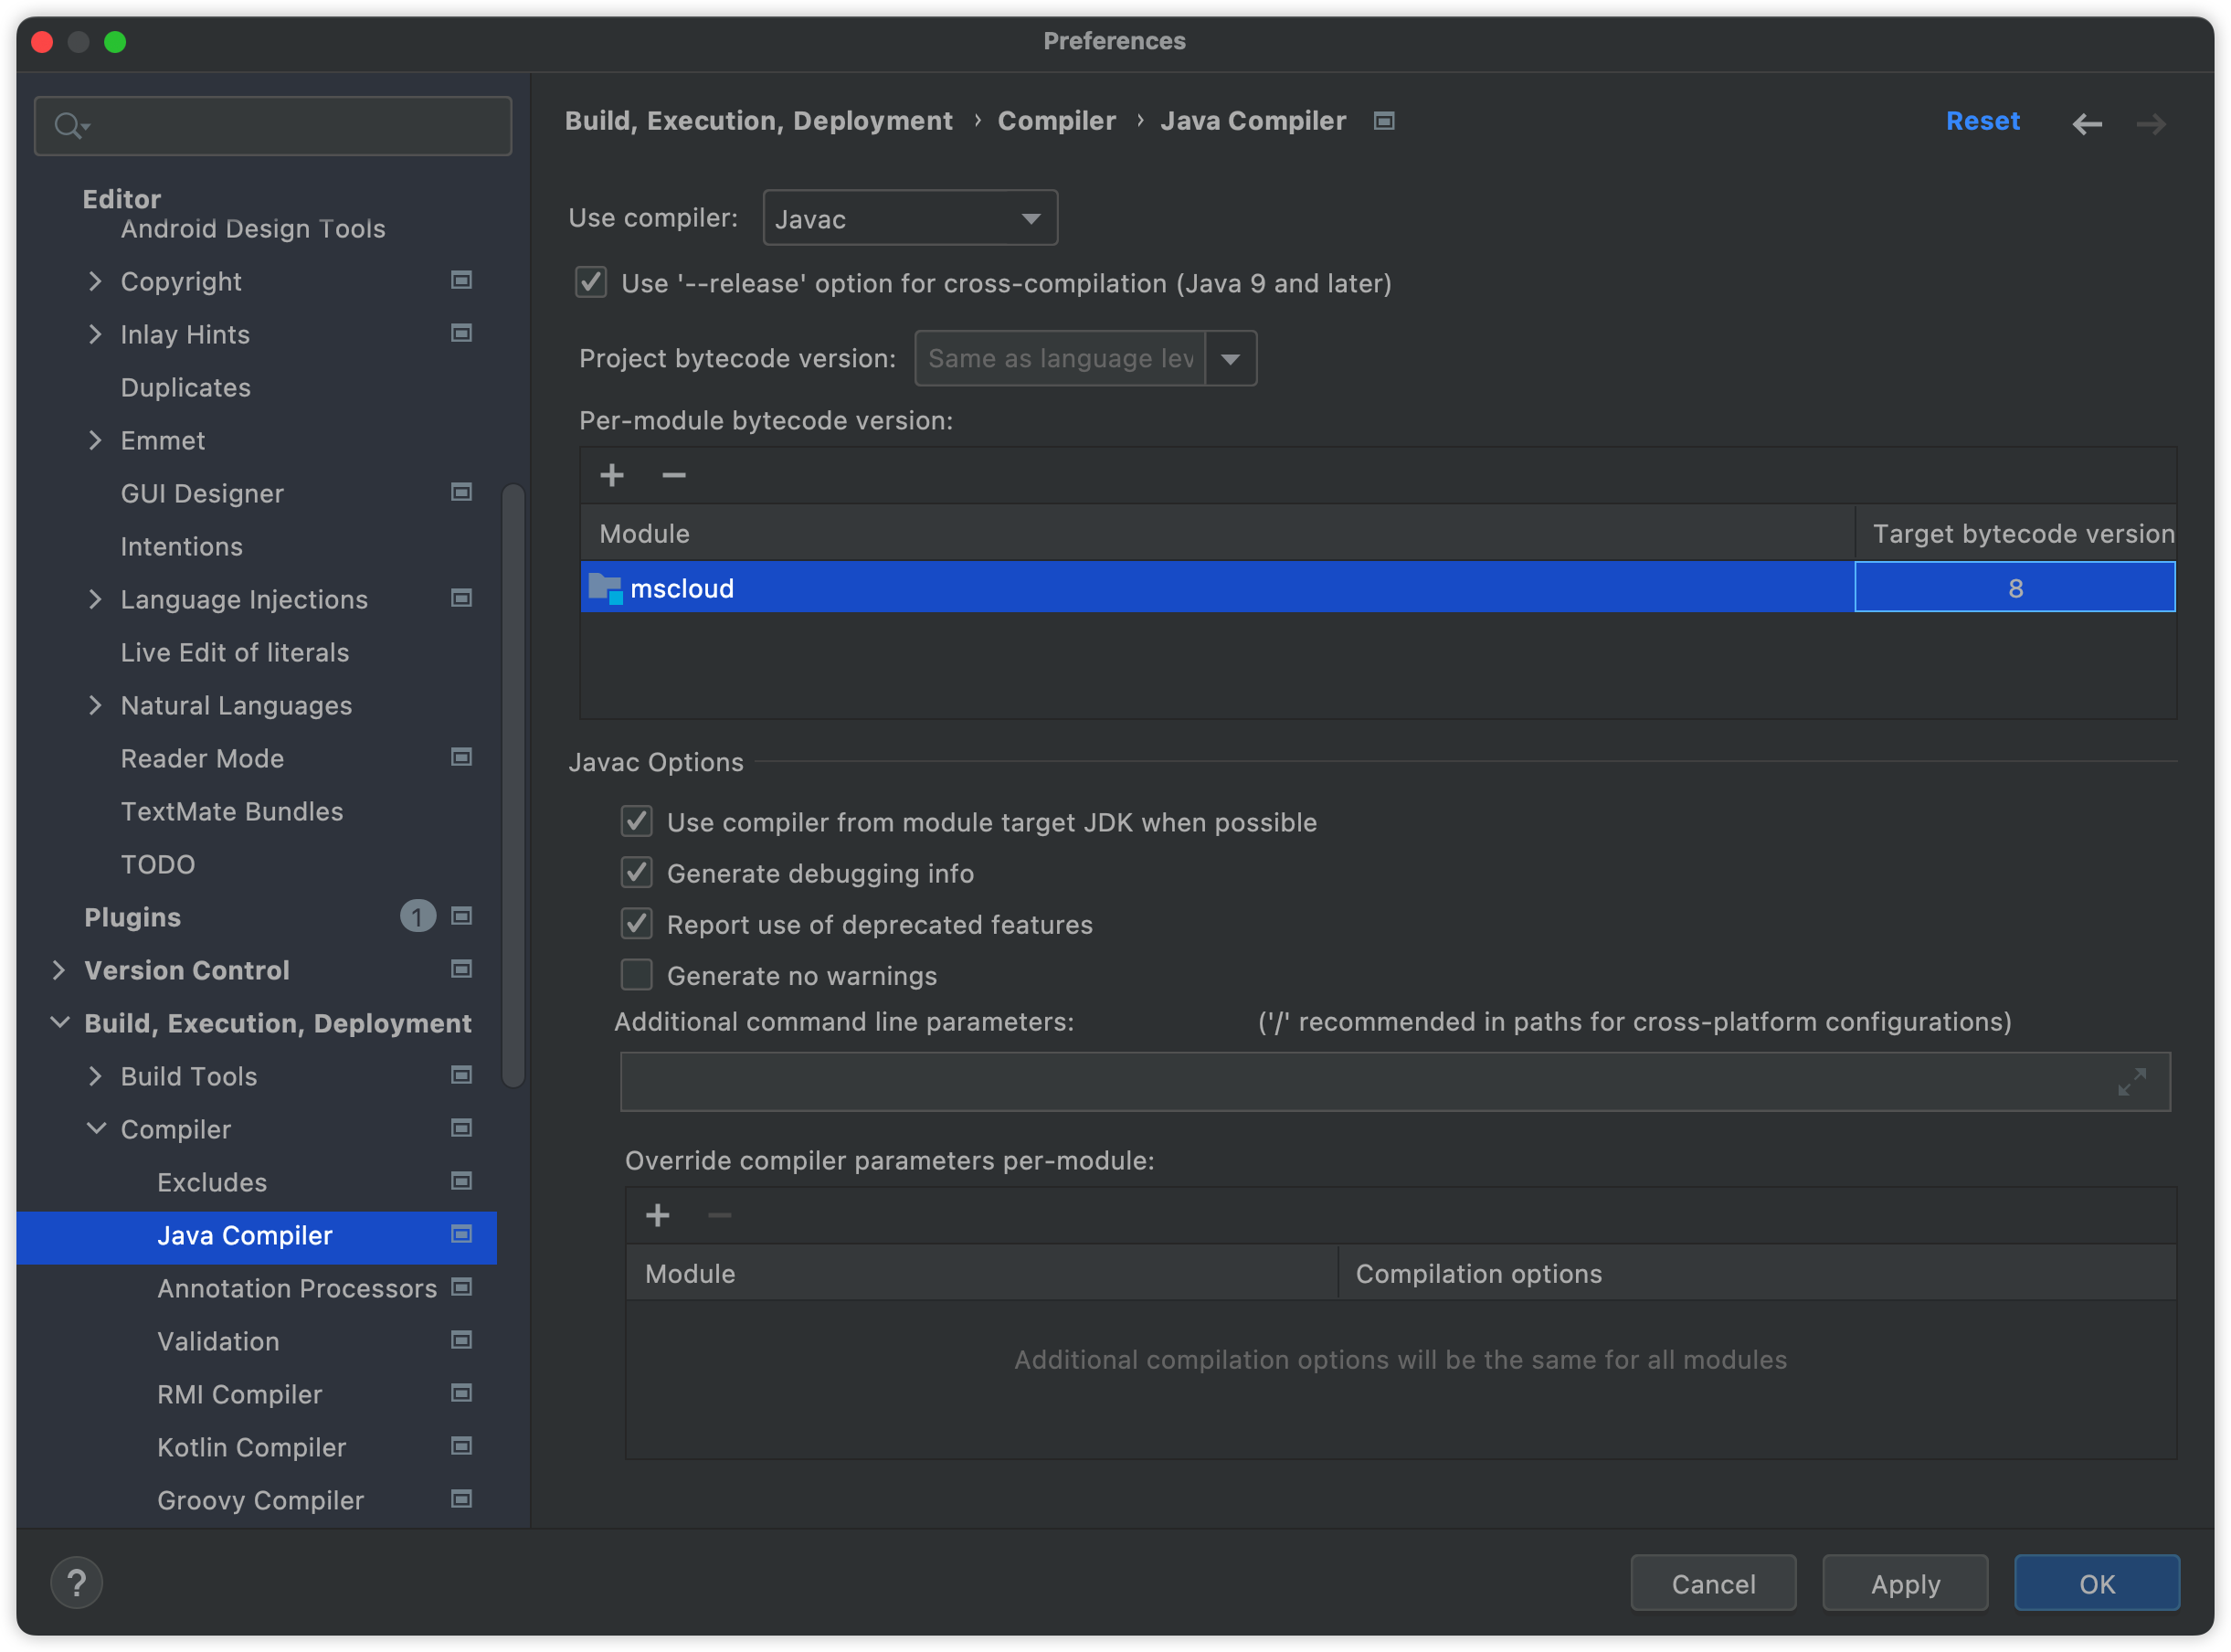 Preferences
Editor
Android Design Tools
Copyright
Inlay Hints
Duplicates
Emmet
GUI Designer
Intentions
Language Injections
Live Edit of literals
Natural Languages
Reader Mode
TextMate Bundles
TODO
Plugins 1
Version Control
Build, Execution, Deployment
Build Tools
Compiler
Excludes
Java Compiler
Annotation Processors
Validation
RMI Compiler
Kotlin Compiler
Groovy Compiler
Build, Execution, Deployment › Compiler › Java Compiler
Reset
Use compiler: Javac
Use '--release' option for cross-compilation (Java 9 and later)
Project bytecode version: Same as language lev
Per-module bytecode version:
+ −
Module Target bytecode version
mscloud 8
Javac Options
Use compiler from module target JDK when possible
Generate debugging info
Report use of deprecated features
Generate no warnings
Additional command line parameters: ('/' recommended in paths for cross-platform configurations)
Override compiler parameters per-module:
+ −
Module Compilation options
Additional compilation options will be the same for all modules
? Cancel Apply OK